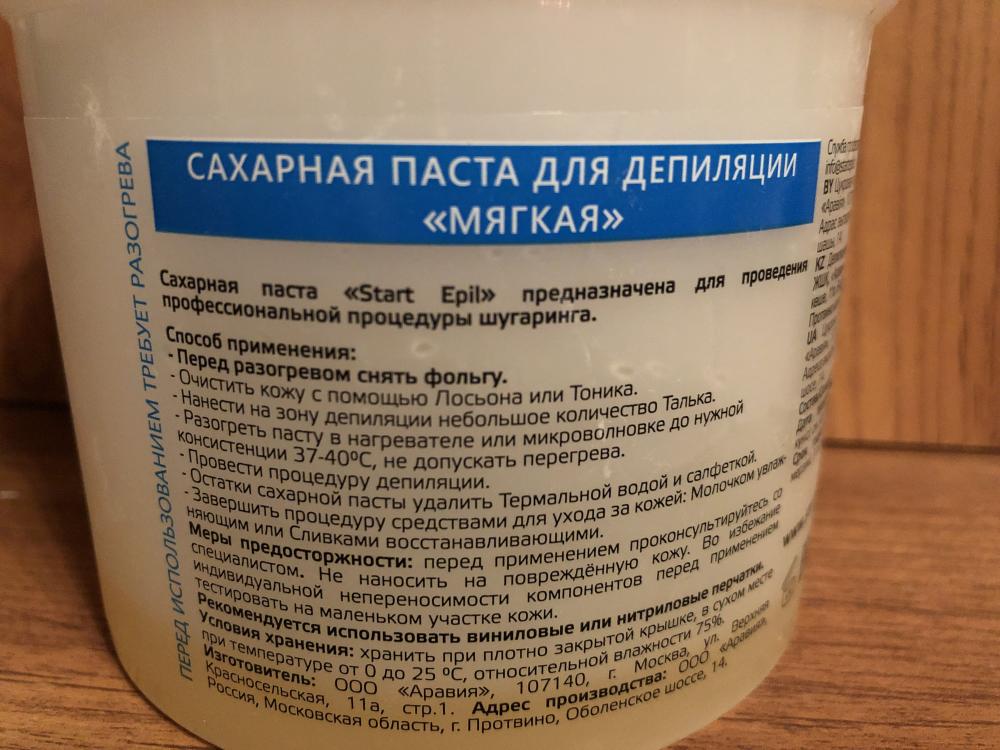 ПЕРЕД ИСПОЛЬЗОВАНИЕМ ТРЕБУЕТ РАЗОГРЕВА
САХАРНАЯ ПАСТА ДЛЯ ДЕПИЛЯЦИИ
«МЯГКАЯ»
Сахарная паста «Start Epil» предназначена для проведения
профессиональной процедуры шугаринга.
Способ применения:
- Перед разогревом снять фольгу.
- Очистить кожу с помощью Лосьона или Тоника.
- Нанести на зону депиляции небольшое количество Талька.
- Разогреть пасту в нагревателе или микроволновке до нужной
консистенции 37-40ºС, не допускать перегрева.
- Провести процедуру депиляции.
- Остатки сахарной пасты удалить Термальной водой и салфеткой.
- Завершить процедуру средствами для ухода за кожей: Молочком увлаж-
няющим или Сливками восстанавливающими.
Меры предосторжности: перед применением проконсультируйтесь со
специалистом. Не наносить на повреждённую кожу. Во избежание
индивидуальной непереносимости компонентов перед применением
тестировать на маленьком участке кожи.
Рекомендуется использовать виниловые или нитриловые перчатки.
Условия хранения: хранить при плотно закрытой крышке, в сухом месте
при температуре от 0 до 25 ºС, относительной влажности 75%.
Изготовитель: ООО «Аравия», 107140, г. Москва, ул. Верхняя
Красносельская, 11а, стр.1. Адрес производства: ООО «Аравия»,
Россия, Московская область, г. Протвино, Оболенское шоссе, 14.
BY
KZ
UA